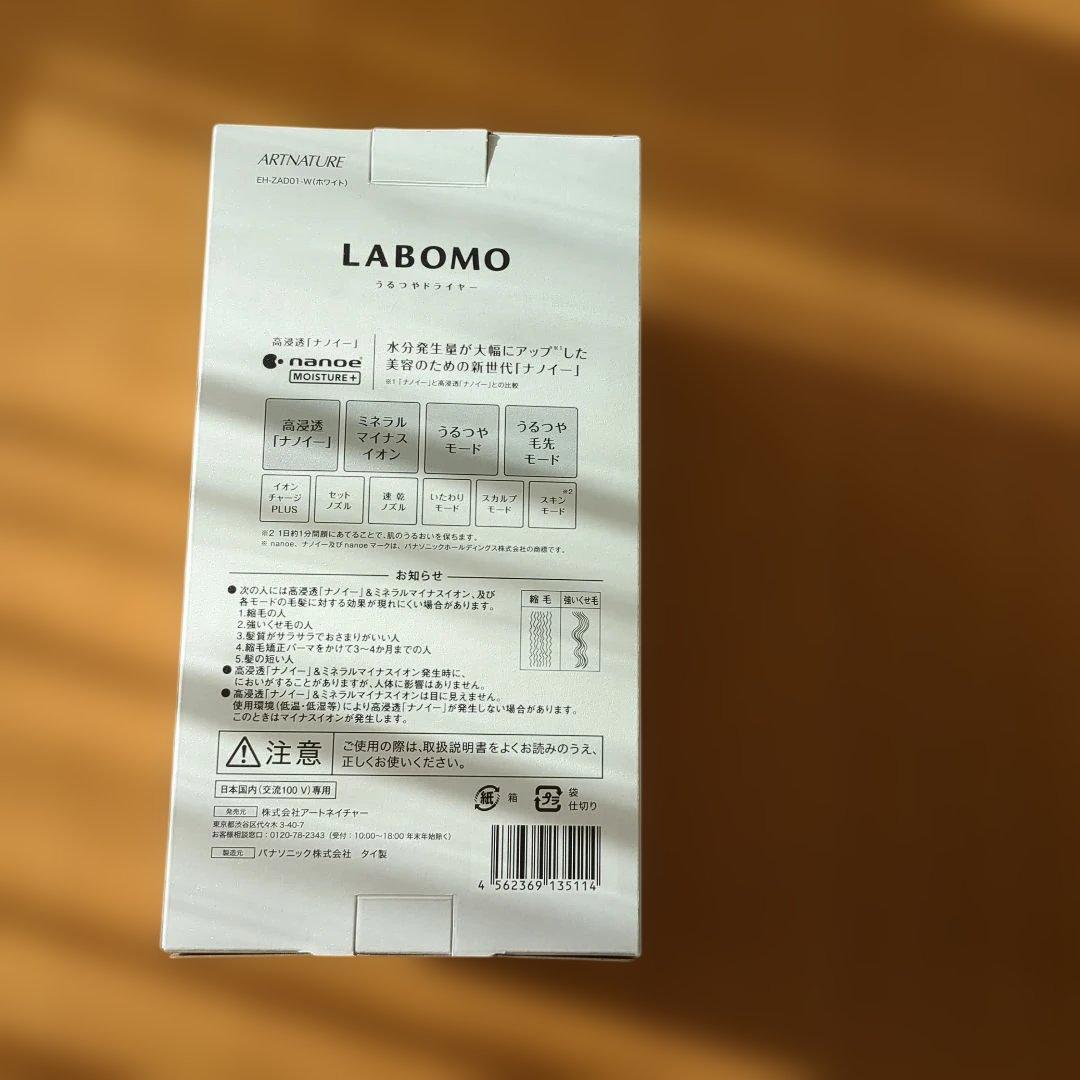 ARTNATURE
EH-ZAD01-W(ホワイト)
LABOMO
うるつやドライヤー
高浸透「ナノイー」
nanoe
MOISTURE+
水分発生量が大幅にアップ※1した
美容のための新世代「ナノイー」
※1「ナノイー」と高浸透「ナノイー」との比較
高浸透
「ナノイー」
ミネラル
マイナス
イオン
うるつや
モード
うるつや
毛先
モード
イオン
チャージ
PLUS
セット
ノズル
速乾
ノズル
いたわり
モード
スカルプ
モード
※2
スキン
モード
※2 1日約1分間顔にあてることで、肌のうるおいを保ちます。
※ nanoe、ナノイー及びnanoeマークは、パナソニックホールディングス株式会社の商標です。
お知らせ
●次の人には高浸透「ナノイー」&ミネラルマイナスイオン、及び
各モードの毛髪に対する効果が現れにくい場合があります。
1.縮毛の人
2.強いくせ毛の人
3.髪質がサラサラでおさまりがいい人
4.縮毛矯正パーマをかけて3~4か月までの人
5.髪の短い人
縮毛
強いくせ毛
●高浸透「ナノイー」&ミネラルマイナスイオン発生時に、
においがすることがありますが、人体に影響はありません。
●高浸透「ナノイー」&ミネラルマイナスイオンは目に見えません。
使用環境(低温・低湿等)により高浸透「ナノイー」が発生しない場合があります。
このときはマイナスイオンが発生します。
注意
ご使用の際は、取扱説明書をよくお読みのうえ、
正しくお使いください。
日本国内(交流100 V)専用
紙
箱
プラ
袋
仕切り
発売元 株式会社アートネイチャー
東京都渋谷区代々木3-40-7
お客様相談窓口:0120-78-2343(受付:10:00~18:00 年末年始除く)
製造元 パナソニック株式会社 タイ製
4 562369 135114